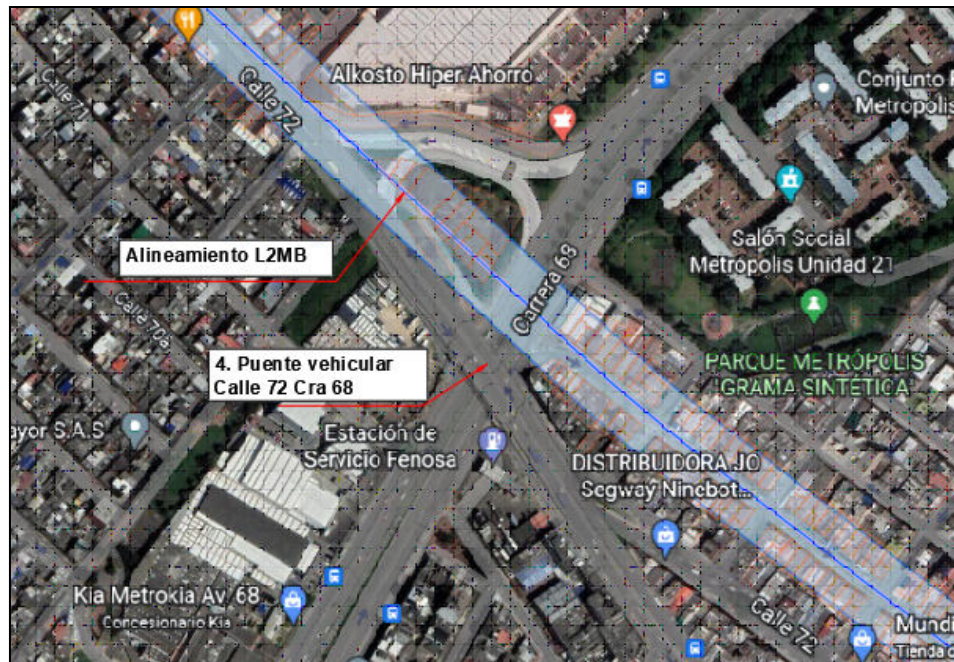 Calle 72
Alkosto Hiper Ahorro
Conjunto
Metropolis
Calle 71
Salón Social
Metrópolis Unidad 21
Alineamiento L2MB
Carrera 68
Calle 70a
4. Puente vehicular
Calle 72 Cra 68
PARQUE METRÓPOLIS
"GRAMA SINTÉTICA"
ayor S.A.S
Estación de
Servicio Fenosa
DISTRIBUIDORA JO
Segway Ninebot...
Kia Metrokia Av. 68
Concesionario Kia
Calle 72
Mundi
Tienda